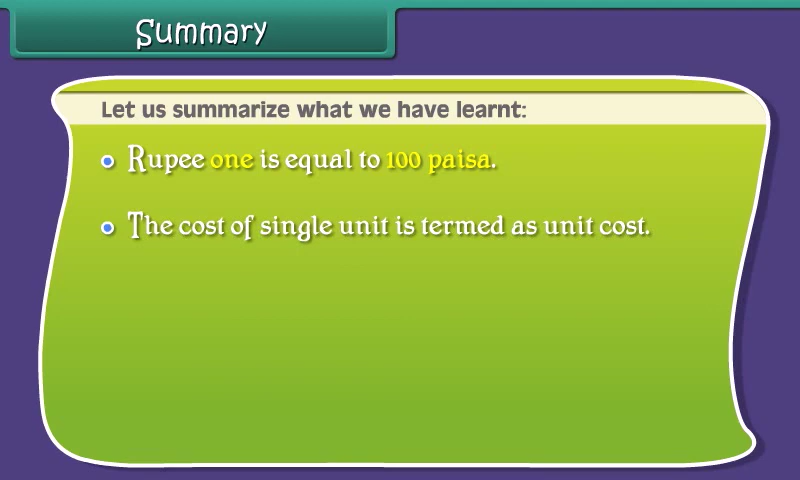 Summary
Let us summarize what we have learnt:
Rupee one is equal to 100 paisa.
The cost of single unit is termed as unit cost.